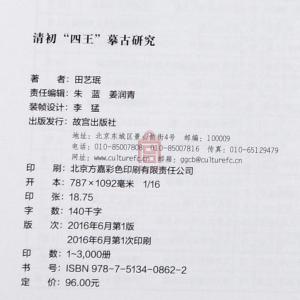 清初“四王”摹古研究
著 者：田艺珉
责任编辑：朱 蓝 姜润青
装帧设计：李 猛
出版发行：故宫出版社
地址：北京东城区景山前街4号 邮编：100009
电话：010-85007808 010-85007816 传真：010-65129479
网址：www.culturefc.cn 邮箱：ggcb@culturefc.cn
印 刷：北京方嘉彩色印刷有限责任公司
开 本：787×1092毫米 1/16
印 张：18.75
字 数：140千字
版 次：2016年6月第1版
2016年6月第1次印刷
印 数：1~3,000册
书 号：ISBN 978-7-5134-0862-2
定 价：96.00元